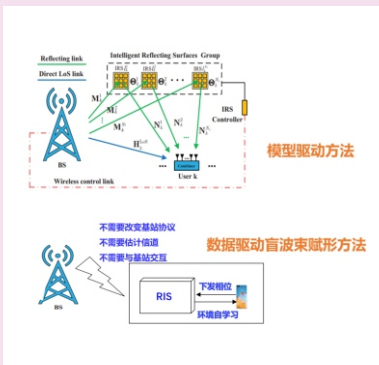 Reflecting link
Direct LoS link
Intelligent Reflecting Surfaces Group
IRS
Controller
BS
User k
Wireless control link
模型驱动方法
不需要改变基站协议
不需要估计信道
不需要与基站交互
数据驱动盲波束赋形方法
BS
RIS
下发相位
环境自学习